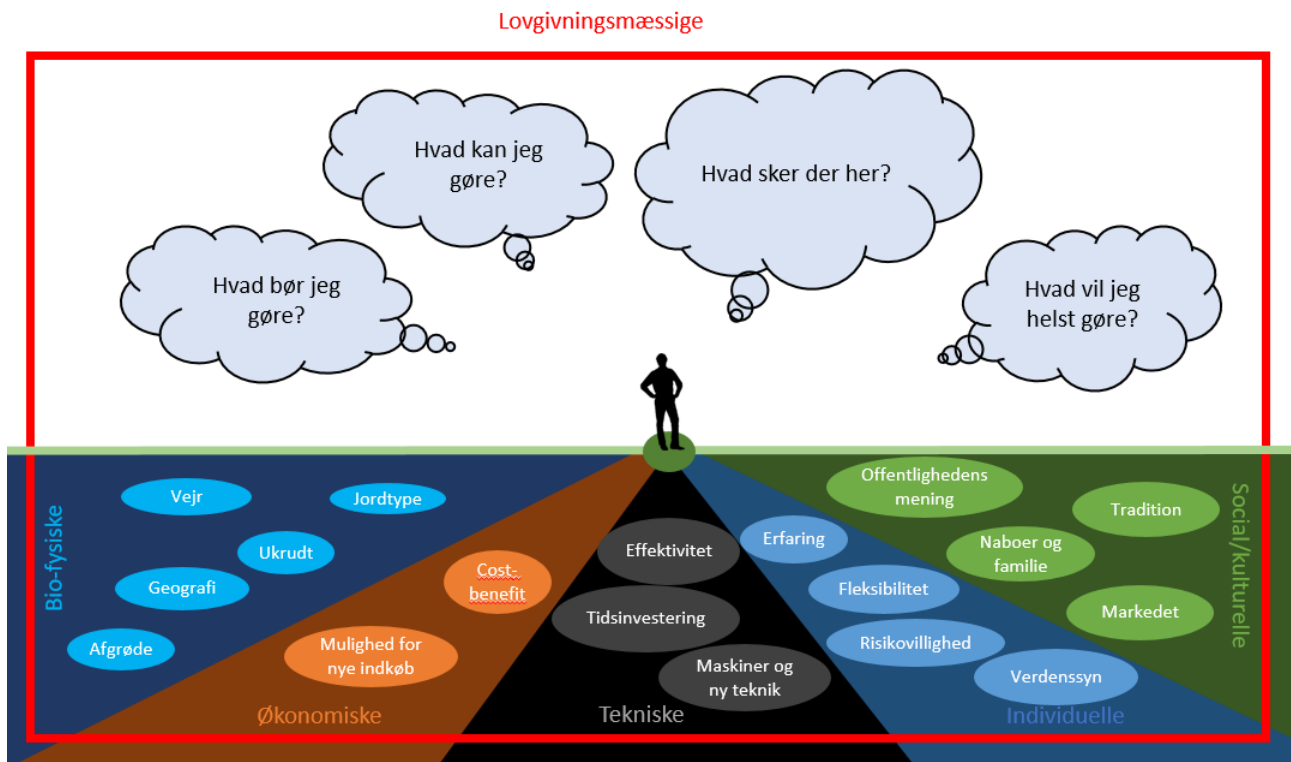 Lovgivningsmæssige
Hvad kan jeg
gøre?
Hvad sker der her?
Hvad bør jeg
gøre?
Hvad vil jeg
helst gøre?
Bio-fysiske
Vejr
Jordtype
Ukrudt
Geografi
Afgrøde
Økonomiske
Cost-
benefit
Mulighed for
nye indkøb
Tekniske
Effektivitet
Tidsinvestering
Maskiner og
ny teknik
Individuelle
Erfaring
Fleksibilitet
Risikovillighed
Verdenssyn
Social/kulturelle
Offentlighedens
mening
Tradition
Naboer og
familie
Markedet